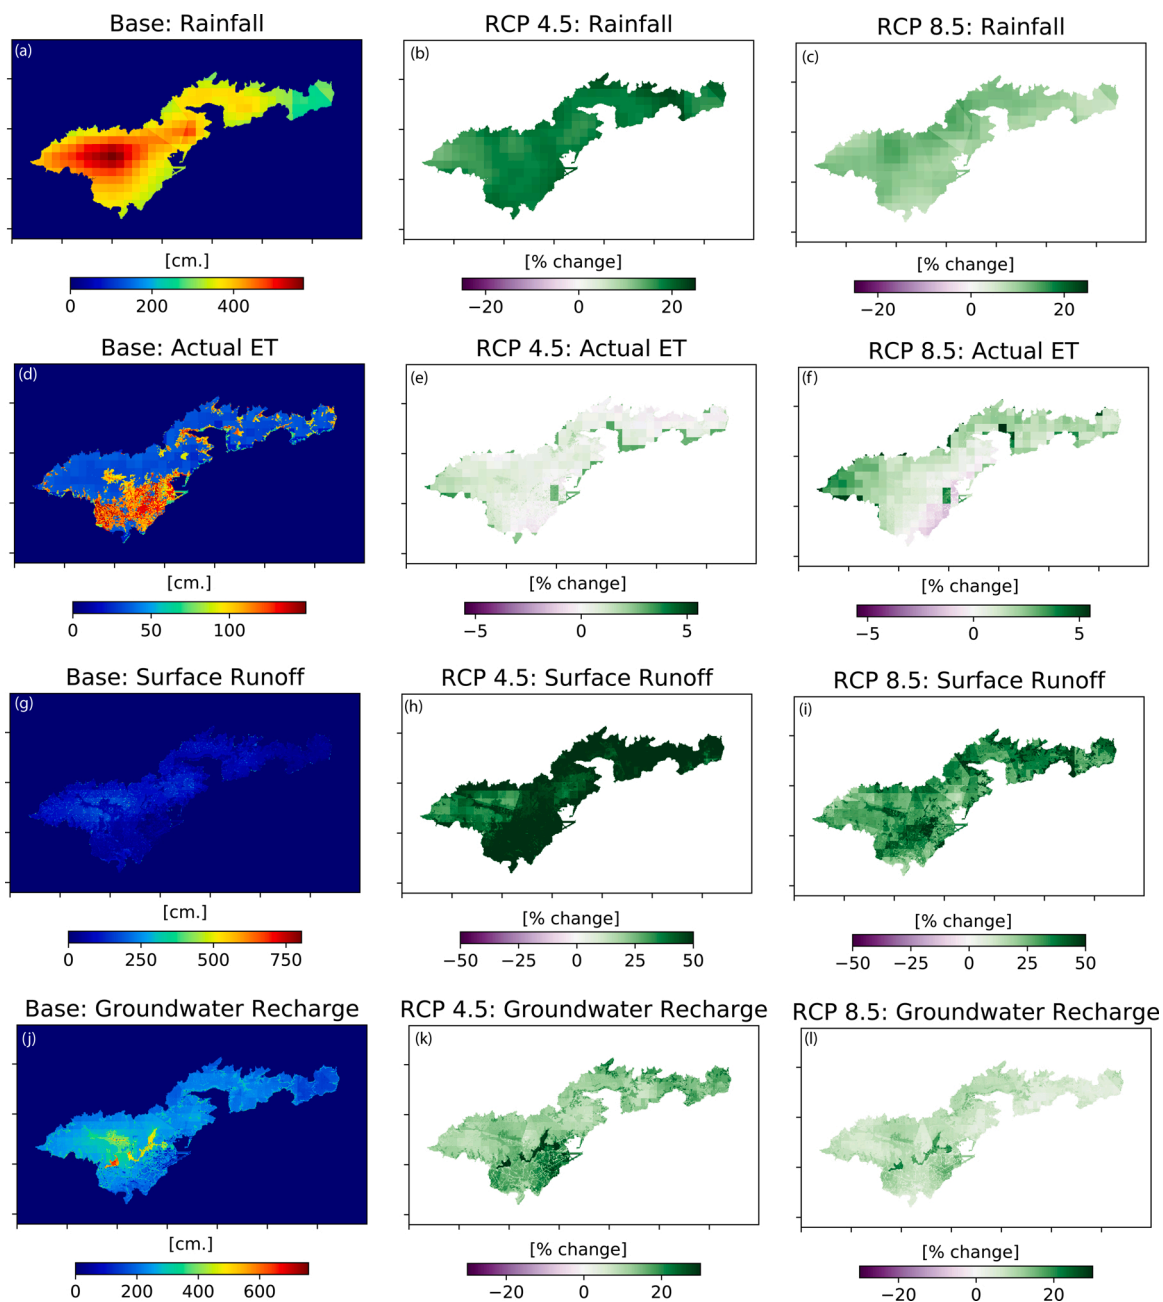 Base: Rainfall
RCP 4.5: Rainfall
RCP 8.5: Rainfall
(a)
(b)
(c)
[cm.]
[% change]
[% change]
0 200 400
−20 0 20
−20 0 20
Base: Actual ET
RCP 4.5: Actual ET
RCP 8.5: Actual ET
(d)
(e)
(f)
[cm.]
[% change]
[% change]
0 50 100
−5 0 5
−5 0 5
Base: Surface Runoff
RCP 4.5: Surface Runoff
RCP 8.5: Surface Runoff
(g)
(h)
(i)
[cm.]
[% change]
[% change]
0 250 500 750
−50 −25 0 25 50
−50 −25 0 25 50
Base: Groundwater Recharge
RCP 4.5: Groundwater Recharge
RCP 8.5: Groundwater Recharge
(j)
(k)
(l)
[cm.]
[% change]
[% change]
0 200 400 600
−20 0 20
−20 0 20